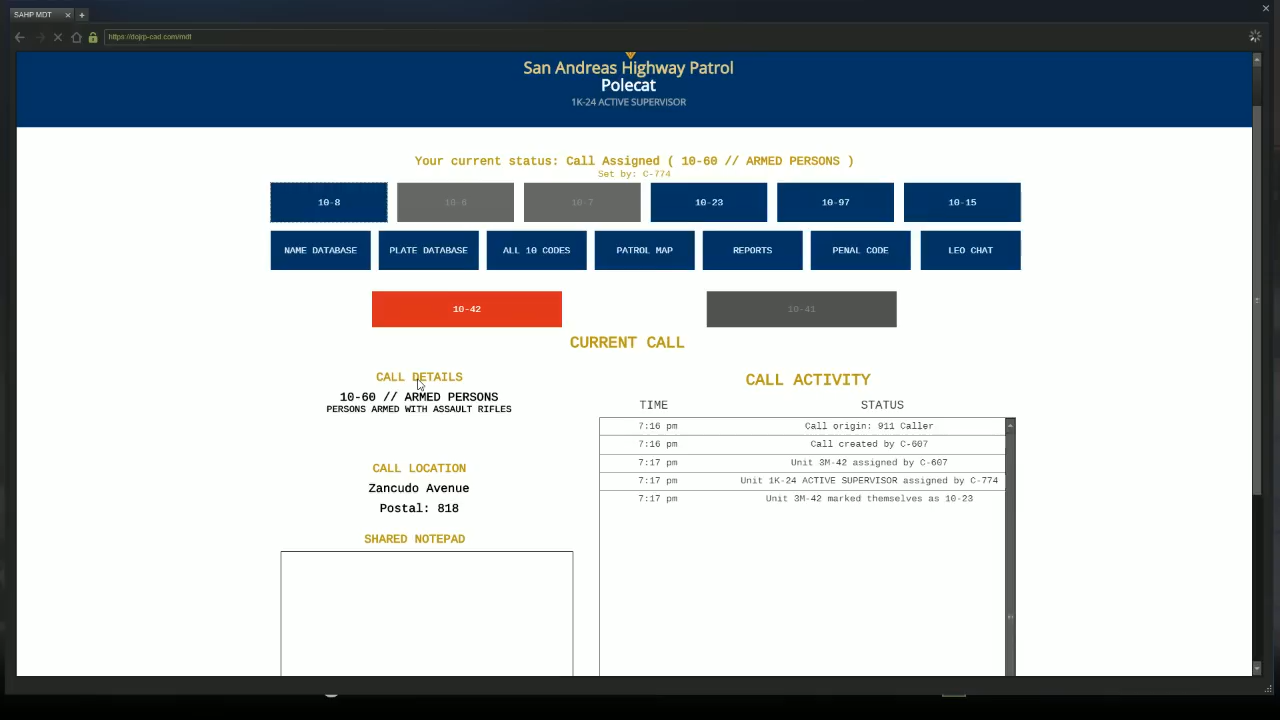 SAHP MDT
https://dojrp-cad.com/mdt
San Andreas Highway Patrol
Polecat
1K-24 ACTIVE SUPERVISOR
Your current status: Call Assigned ( 10-60 // ARMED PERSONS )
Set by: C-774
10-8 10-7 10-23 10-97 10-15
NAME DATABASE PLATE DATABASE ALL 10 CODES PATROL MAP REPORTS PENAL CODE LEO CHAT
10-42 10-41
CURRENT CALL
CALL DETAILS
10-60 // ARMED PERSONS
PERSONS ARMED WITH ASSAULT RIFLES
CALL LOCATION
Zancudo Avenue
Postal: 818
SHARED NOTEPAD
CALL ACTIVITY
TIME STATUS
7:16 pm Call origin: 911 Caller
7:16 pm Call created by C-607
7:17 pm Unit 3M-42 assigned by C-607
7:17 pm Unit 1K-24 ACTIVE SUPERVISOR assigned by C-774
7:17 pm Unit 3M-42 marked themselves as 10-23